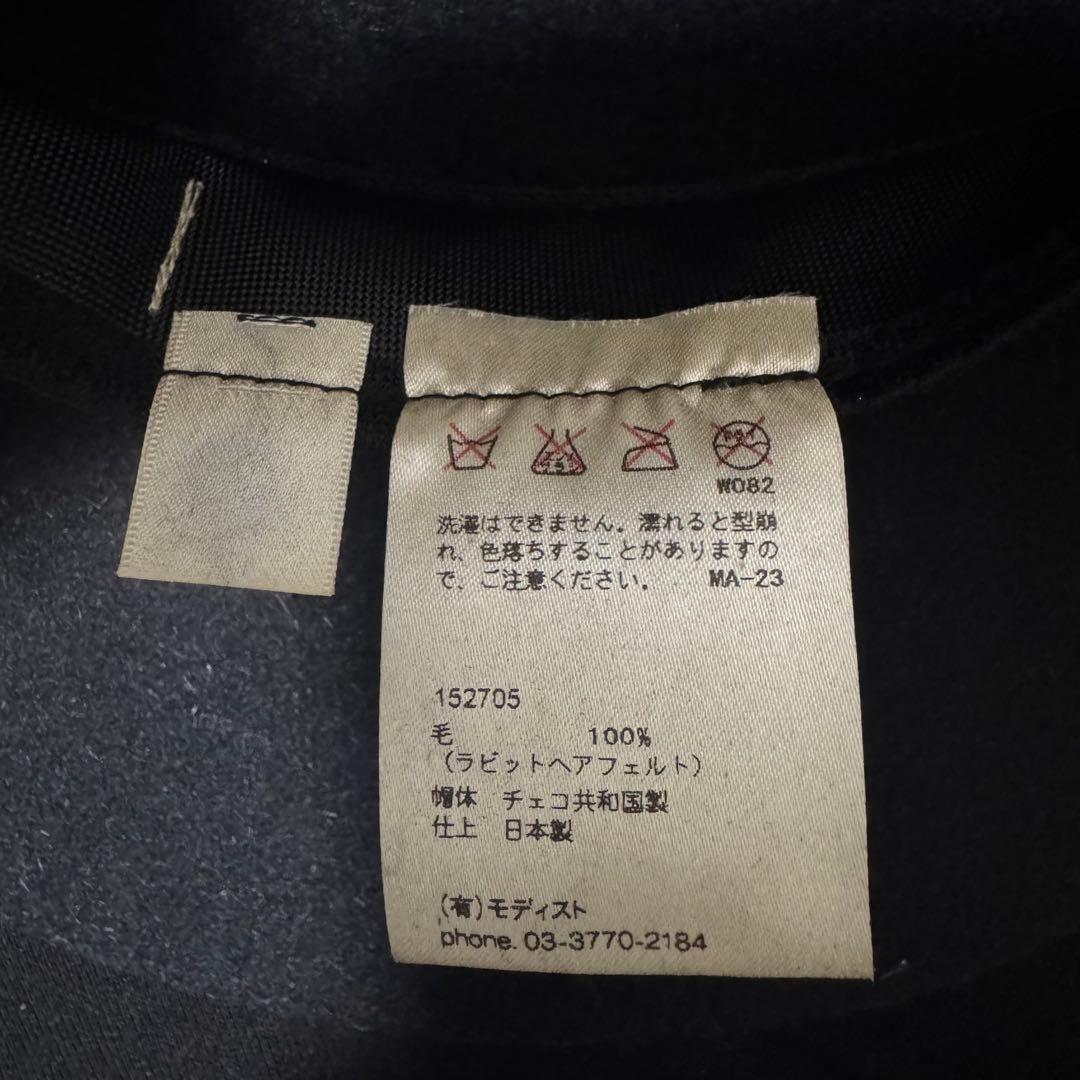 W082
洗濯はできません。濡れると型崩
れ、色落ちすることがありますの
で、ご注意ください。 MA-23
152705
毛 100%
(ラビットヘアフェルト)
帽体 チェコ共和国製
仕上 日本製
(有)モディスト
phone. 03-3770-2184